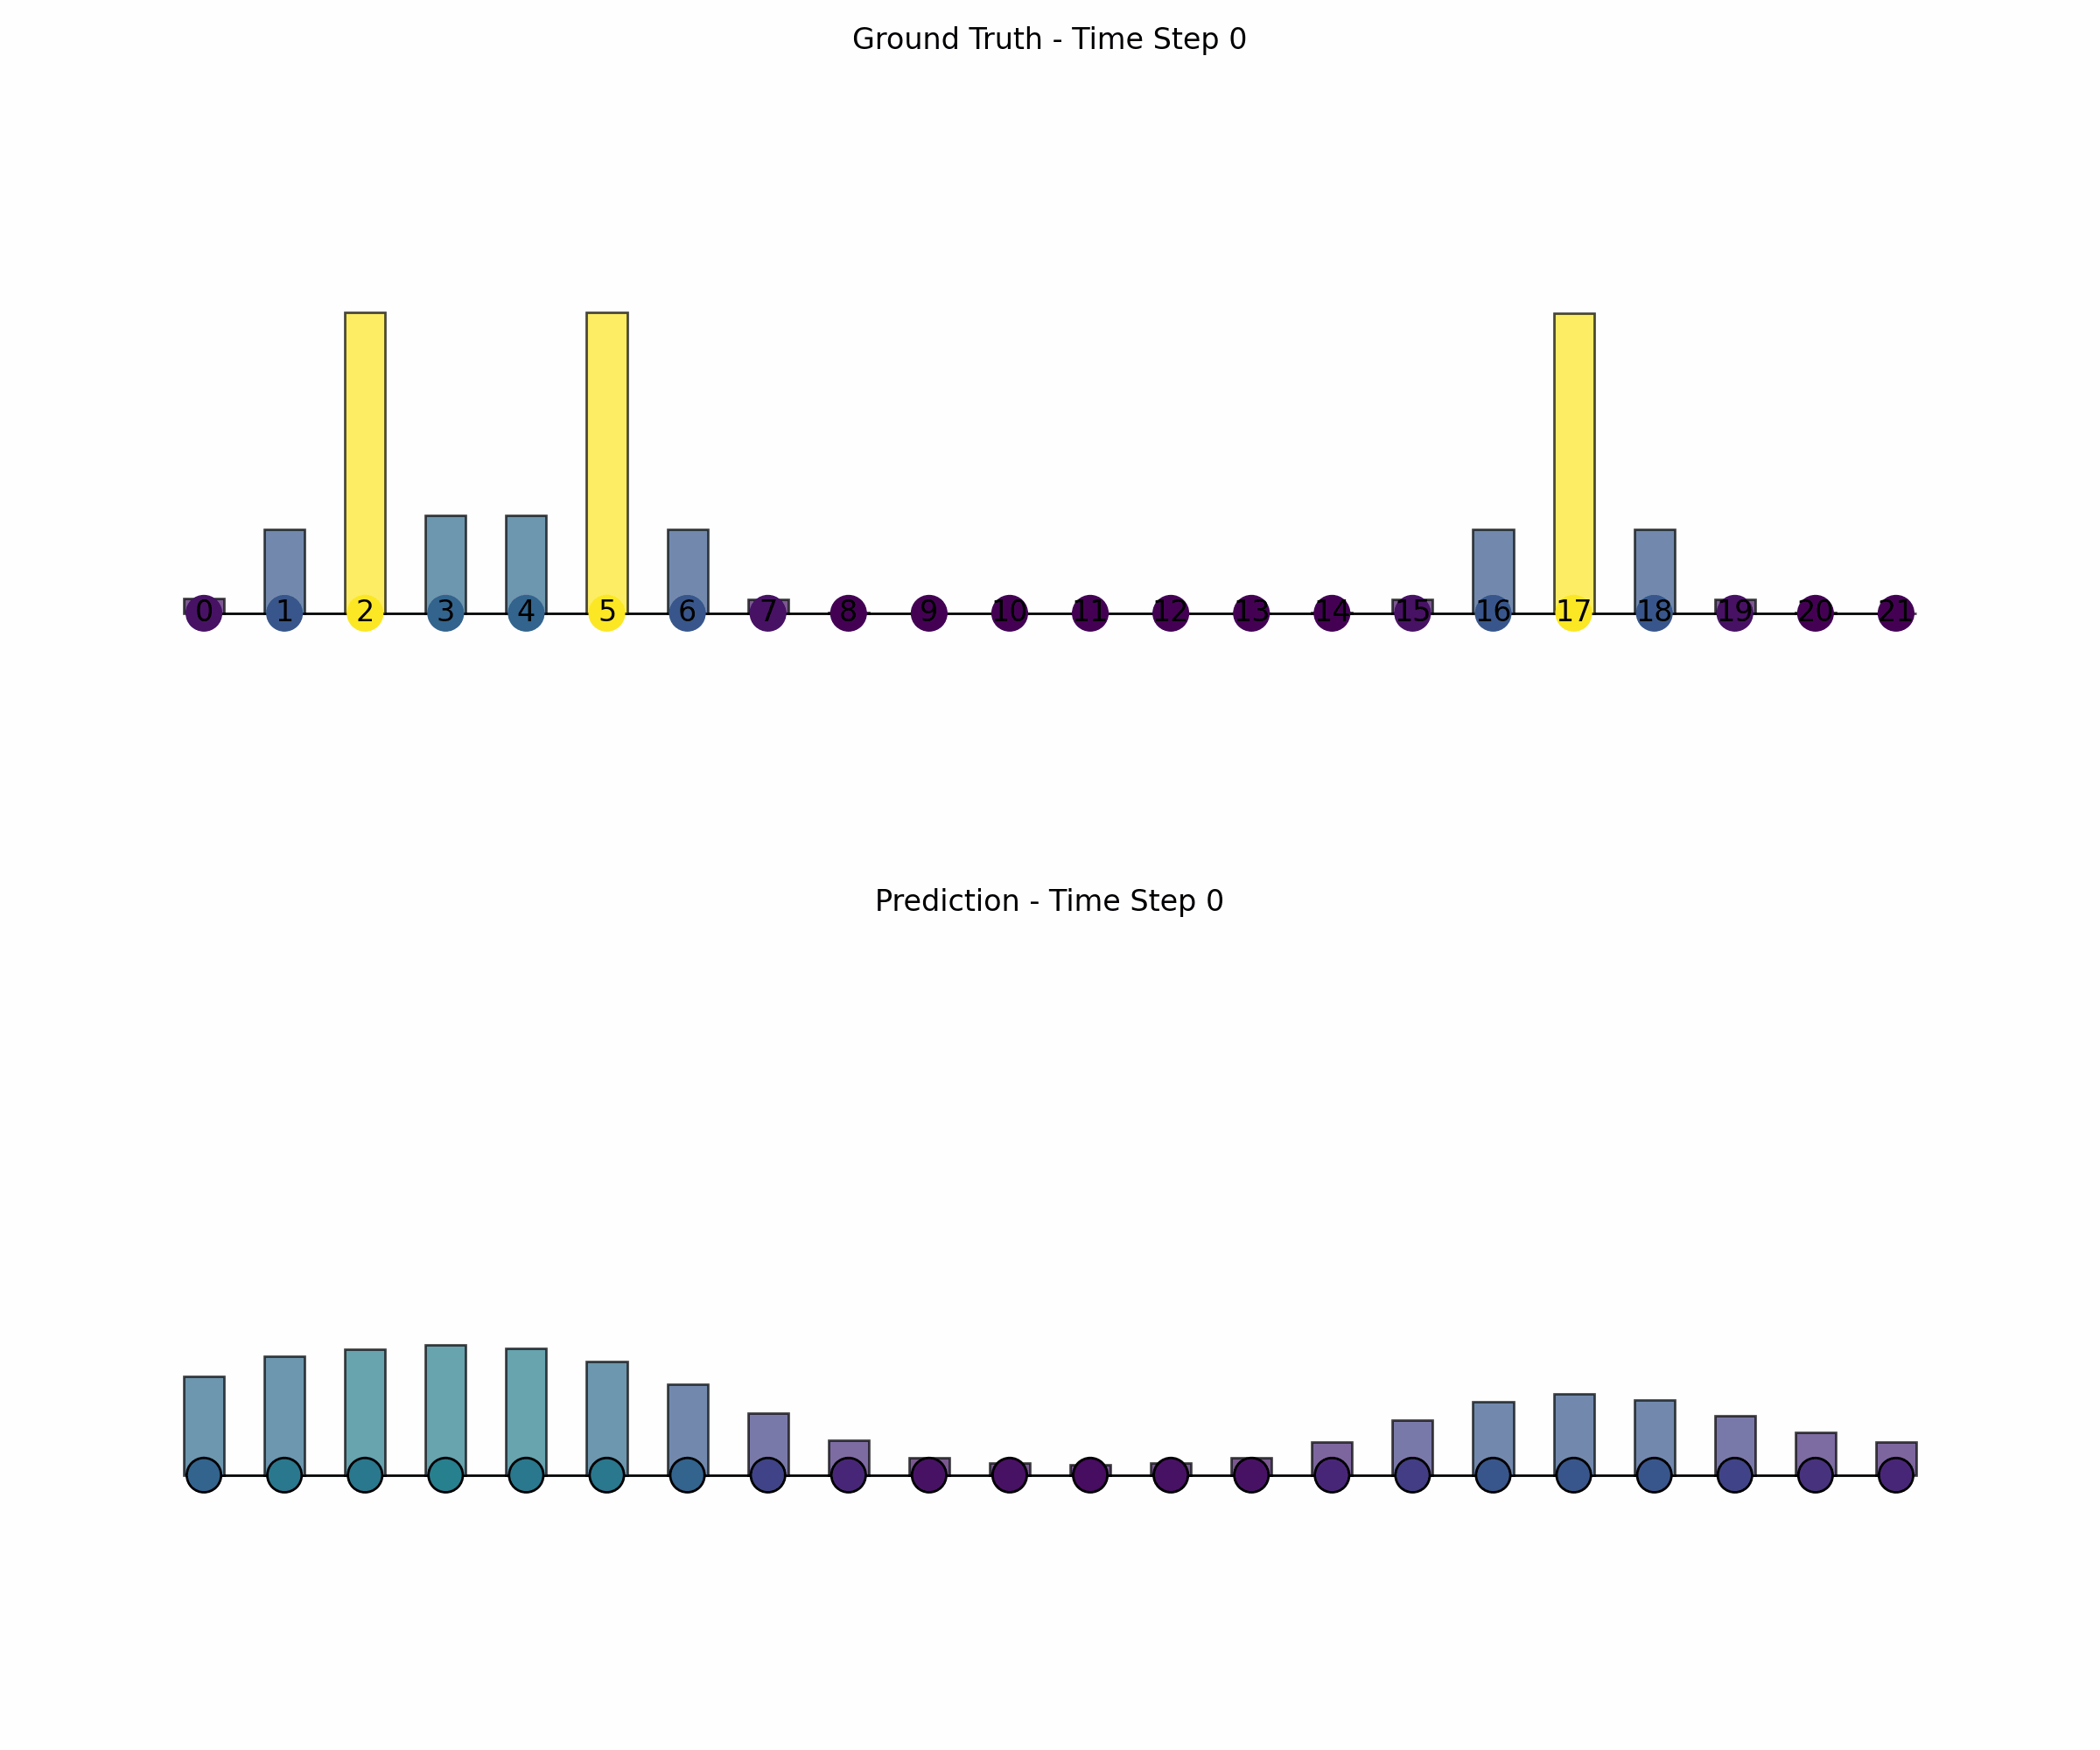 Ground Truth - Time Step 0
0 1 2 3 4 5 6 7 8 9 10 11 12 13 14 15 16 17 18 19 20 21
Prediction - Time Step 0